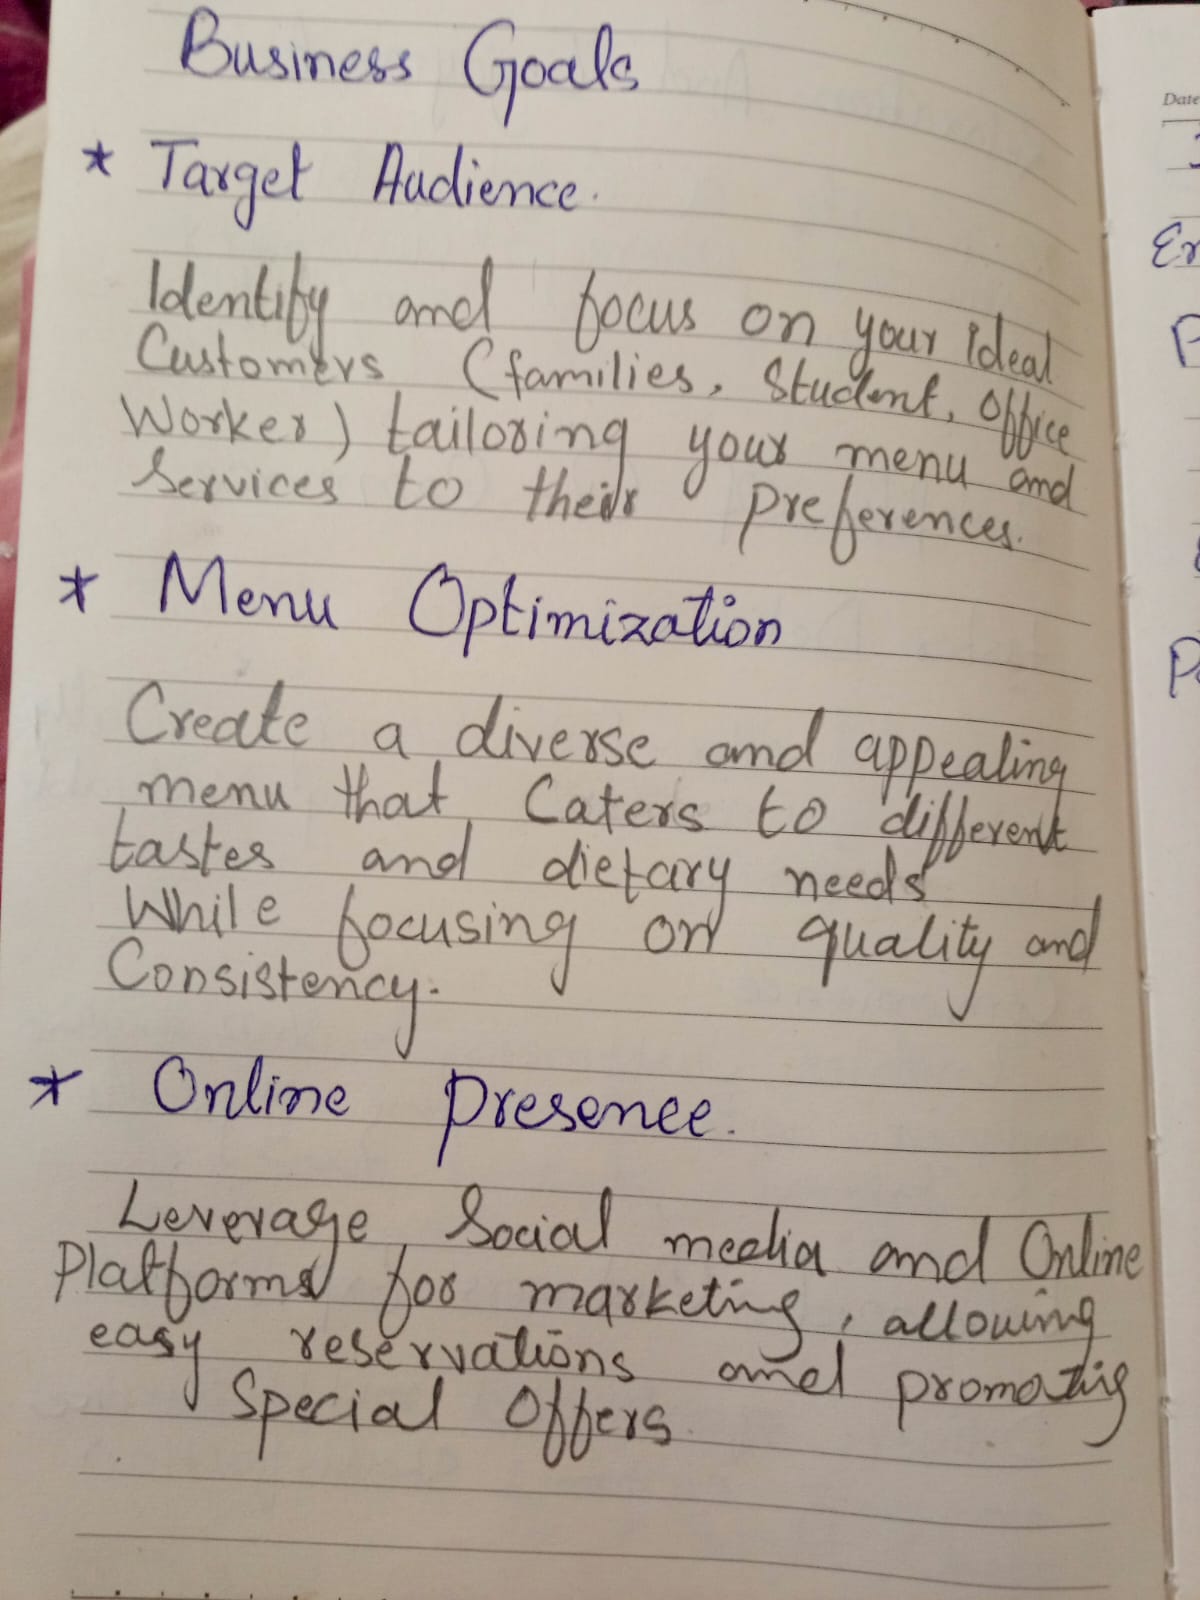 Business Goals
* Target Audience.
Identify and focus on your ideal
Customers (families, Student, Office
Worker) tailoring your menu and
Services to their preferences.
* Menu Optimization
Create a diverse and appealing
menu that Caters to different
tastes and dietary needs
While focusing on quality and
Consistency.
* Online presence.
Leverage Social media and Online
Platforms for marketing, allowing
easy reservations and promoting
Special Offers
Date